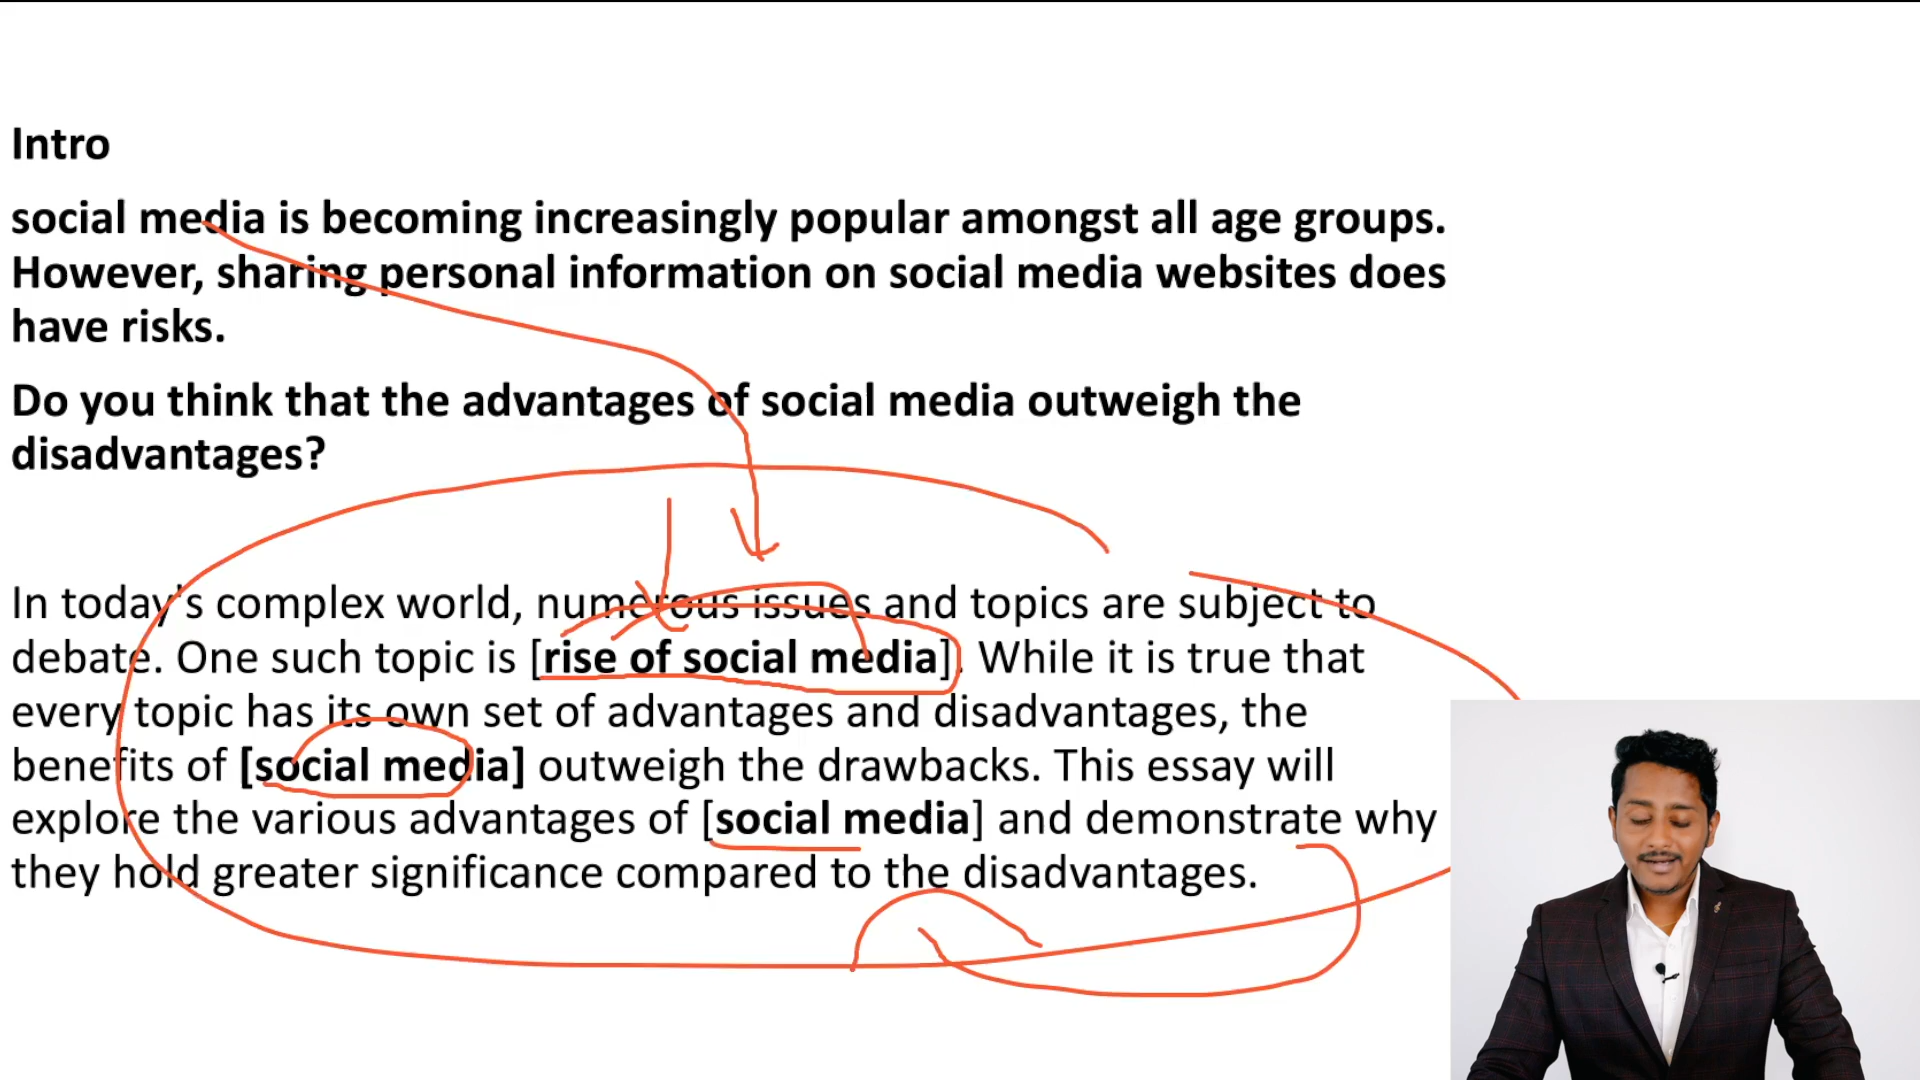 Intro
social media is becoming increasingly popular amongst all age groups.
However, sharing personal information on social media websites does
have risks.
Do you think that the advantages of social media outweigh the
disadvantages?
In today's complex world, numerous issues and topics are subject to
debate. One such topic is [rise of social media]. While it is true that
every topic has its own set of advantages and disadvantages, the
benefits of [social media] outweigh the drawbacks. This essay will
explore the various advantages of [social media] and demonstrate why
they hold greater significance compared to the disadvantages.